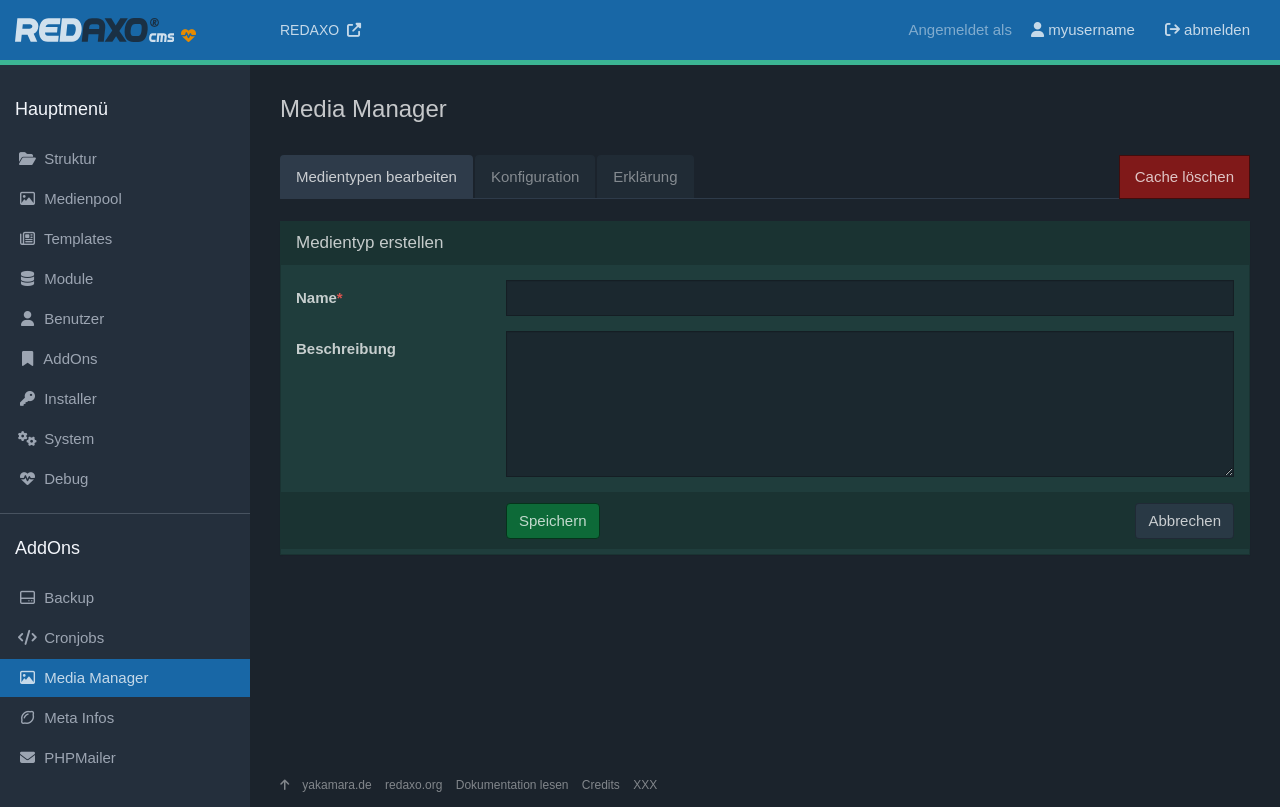 REDAXO® cms
REDAXO
Angemeldet als myusername abmelden
Hauptmenü
Struktur
Medienpool
Templates
Module
Benutzer
AddOns
Installer
System
Debug
AddOns
Backup
Cronjobs
Media Manager
Meta Infos
PHPMailer
Media Manager
Medientypen bearbeiten Konfiguration Erklärung Cache löschen
Medientyp erstellen
Name*
Beschreibung
Speichern Abbrechen
yakamara.de redaxo.org Dokumentation lesen Credits XXX